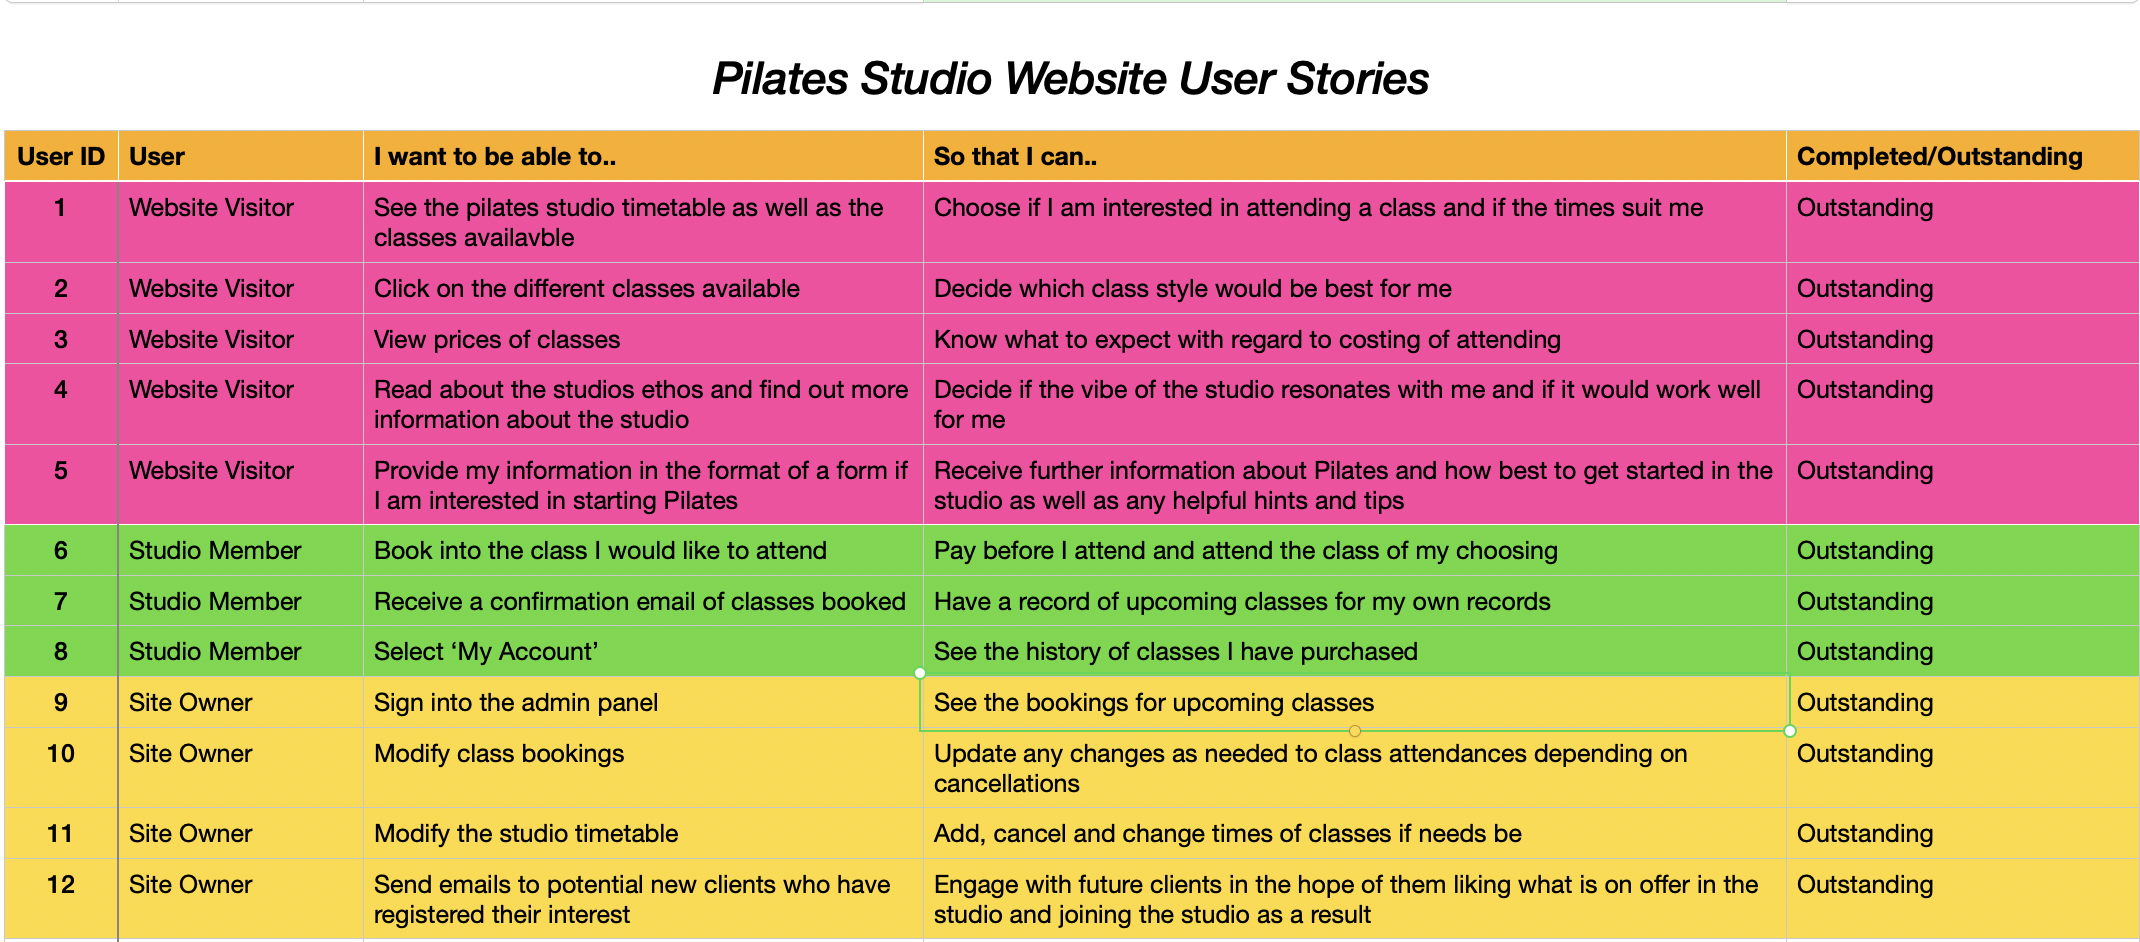 Pilates Studio Website User Stories
User ID User I want to be able to.. So that I can.. Completed/Outstanding
1 Website Visitor See the pilates studio timetable as well as the Choose if I am interested in attending a class and if the times suit me Outstanding
classes availavble
2 Website Visitor Click on the different classes available Decide which class style would be best for me Outstanding
3 Website Visitor View prices of classes Know what to expect with regard to costing of attending Outstanding
4 Website Visitor Read about the studios ethos and find out more Decide if the vibe of the studio resonates with me and if it would work well Outstanding
information about the studio for me
5 Website Visitor Provide my information in the format of a form if Receive further information about Pilates and how best to get started in the Outstanding
I am interested in starting Pilates studio as well as any helpful hints and tips
6 Studio Member Book into the class I would like to attend Pay before I attend and attend the class of my choosing Outstanding
7 Studio Member Receive a confirmation email of classes booked Have a record of upcoming classes for my own records Outstanding
8 Studio Member Select ‘My Account’ See the history of classes I have purchased Outstanding
9 Site Owner Sign into the admin panel See the bookings for upcoming classes Outstanding
10 Site Owner Modify class bookings Update any changes as needed to class attendances depending on Outstanding
cancellations
11 Site Owner Modify the studio timetable Add, cancel and change times of classes if needs be Outstanding
12 Site Owner Send emails to potential new clients who have Engage with future clients in the hope of them liking what is on offer in the Outstanding
registered their interest studio and joining the studio as a result